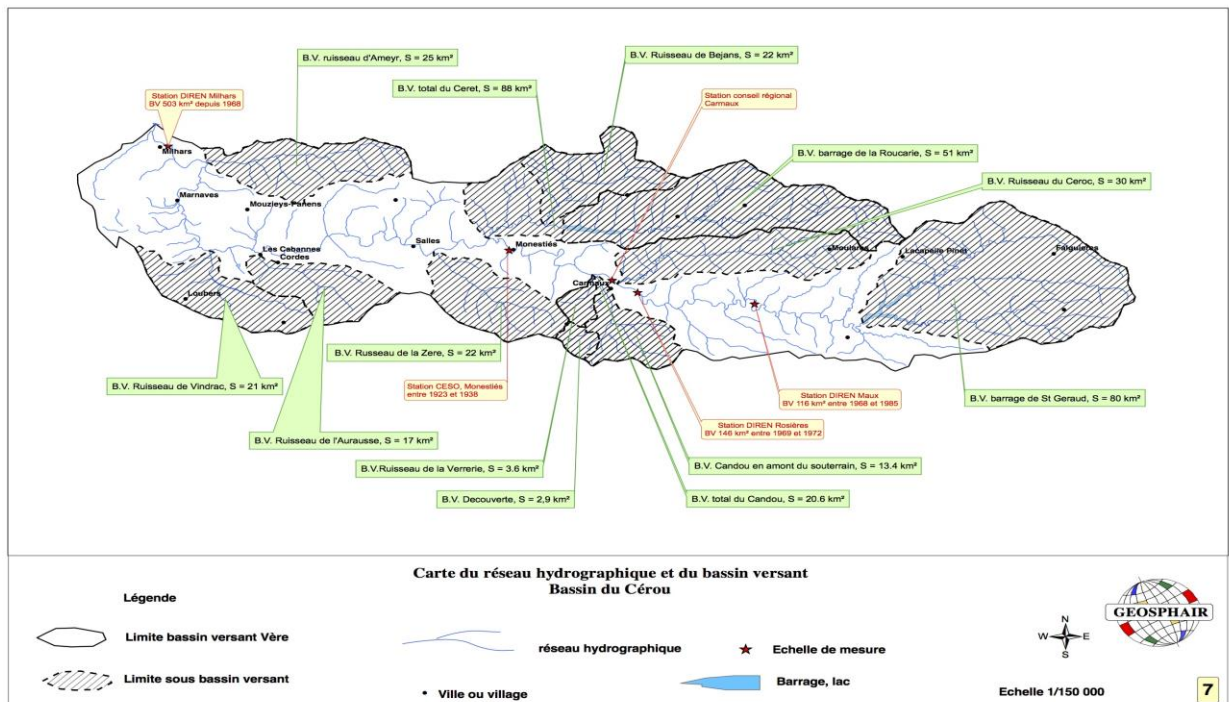 B.V. ruisseau d'Ameyr, S = 25 km²
B.V. Ruisseau de Bejans, S = 22 km²
B.V. total du Ceret, S = 88 km²
Station DIREN Milhars
BV 503 km² depuis 1968
Station conseil régional
Carmaux
B.V. barrage de la Roucarie, S = 51 km²
B.V. Ruisseau du Ceroc, S = 30 km²
Milhars
Marnaves
Mouzieys-Panens
Les Cabannes
Cordes
Salles
Monestiés
Carmaux
Moulares
Lacapelle Pinet
Falguieres
Loubers
B.V. Russeau de la Zere, S = 22 km²
B.V. Ruisseau de Vindrac, S = 21 km²
Station CESO, Monestiés
entre 1923 et 1938
Station DIREN Maux
BV 116 km² entre 1968 et 1985
B.V. barrage de St Geraud, S = 80 km²
Station DIREN Rosières
BV 146 km² entre 1969 et 1972
B.V. Ruisseau de l'Aurausse, S = 17 km²
B.V.Ruisseau de la Verrerie, S = 3.6 km²
B.V. Candou en amont du souterrain, S = 13.4 km²
B.V. Decouverte, S = 2,9 km²
B.V. total du Candou, S = 20.6 km²
Carte du réseau hydrographique et du bassin versant
Bassin du Cérou
Légende
Limite bassin versant Vère
Limite sous bassin versant
réseau hydrographique
Ville ou village
Echelle de mesure
Barrage, lac
N
W E
S
GEOSPHAIR
Echelle 1/150 000
7